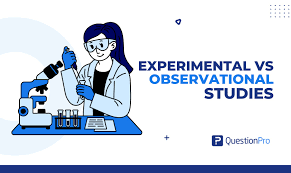 EXPERIMENTAL VS
OBSERVATIONAL
STUDIES
QuestionPro